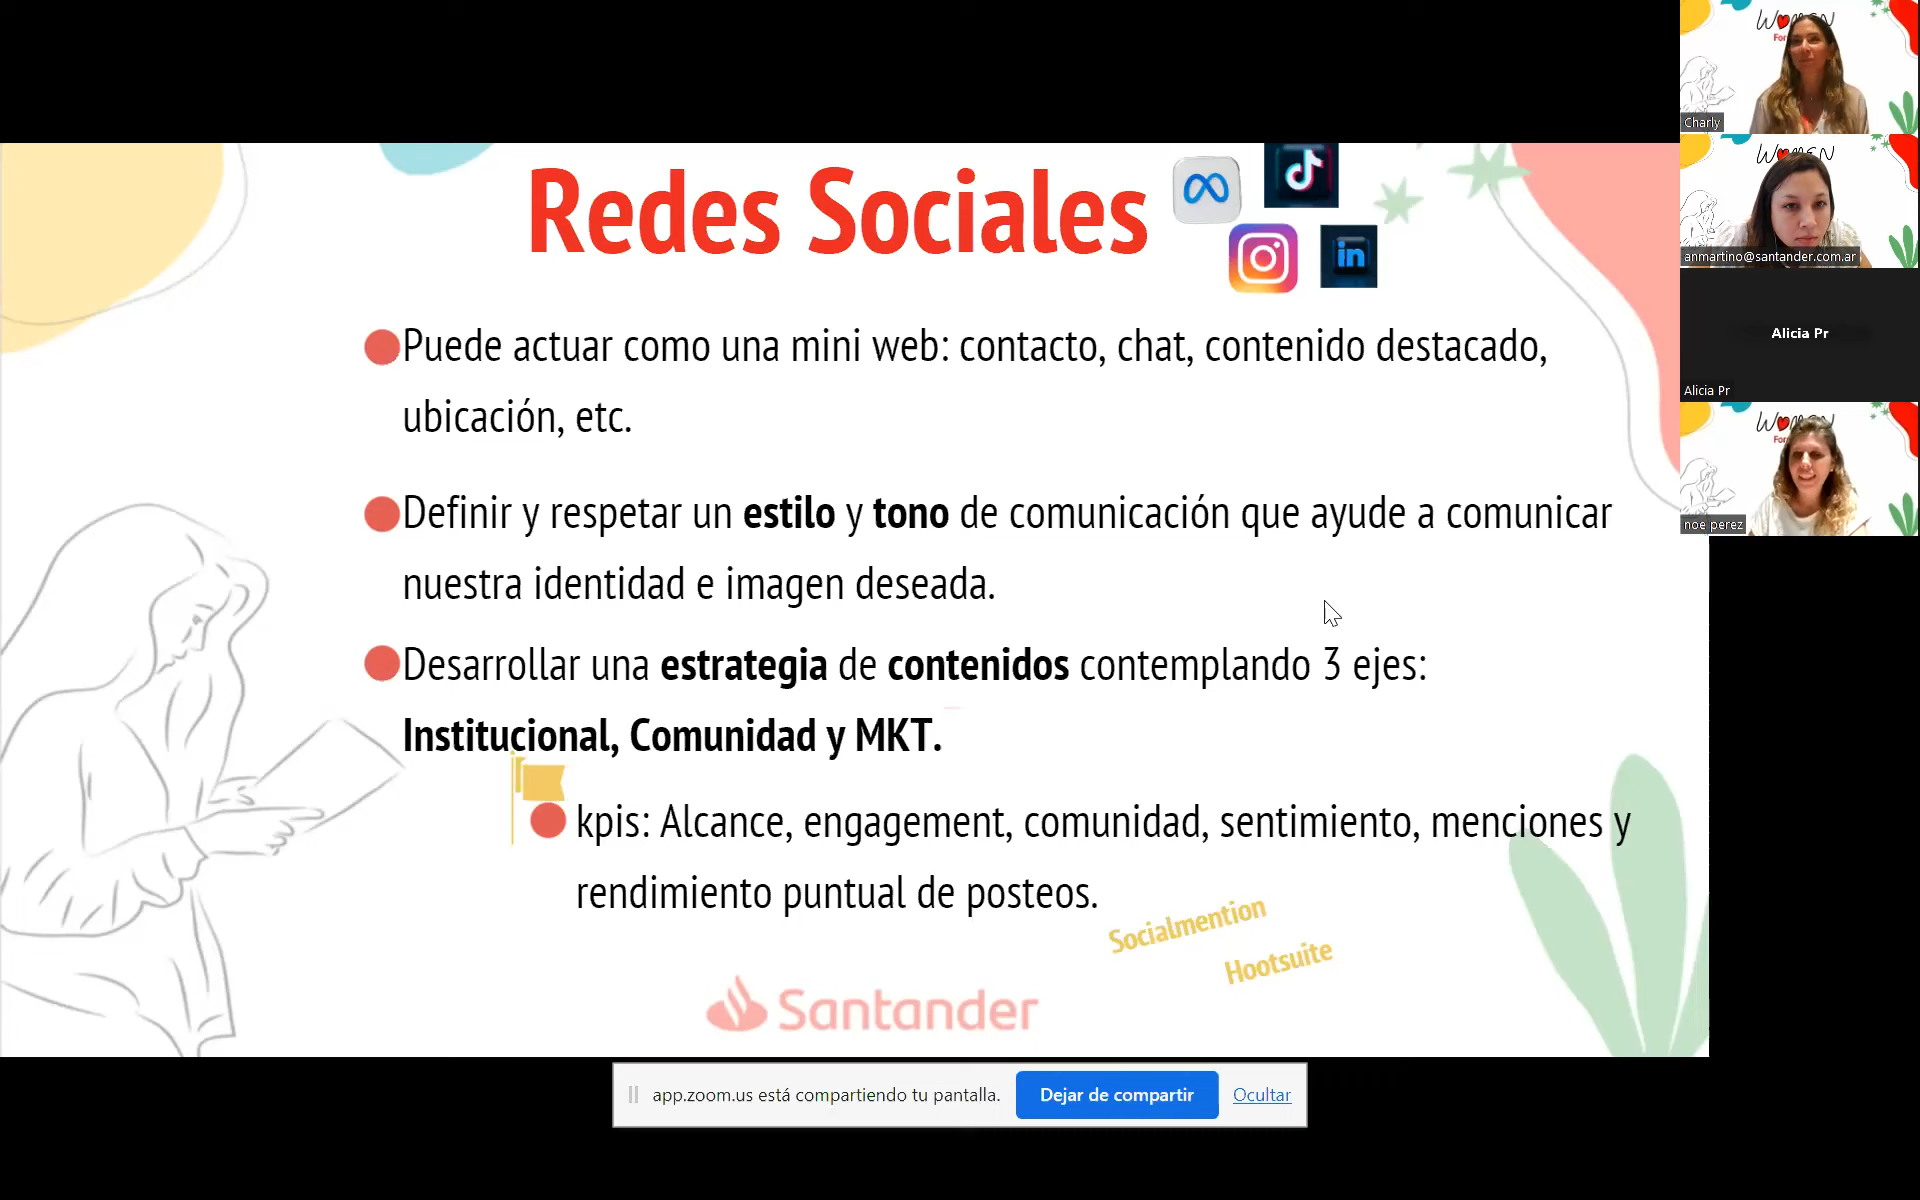 Redes Sociales
in
Puede actuar como una mini web: contacto, chat, contenido destacado,
ubicación, etc.
Definir y respetar un estilo y tono de comunicación que ayude a comunicar
nuestra identidad e imagen deseada.
Desarrollar una estrategia de contenidos contemplando 3 ejes:
Institucional, Comunidad y MKT.
kpis: Alcance, engagement, comunidad, sentimiento, menciones y
rendimiento puntual de posteos.
Socialmention
Hootsuite
Santander
app.zoom.us está compartiendo tu pantalla.
Dejar de compartir
Ocultar
Charly
WOMEN
anmartino@santander.com.ar
Alicia Pr
Alicia Pr
noe perez